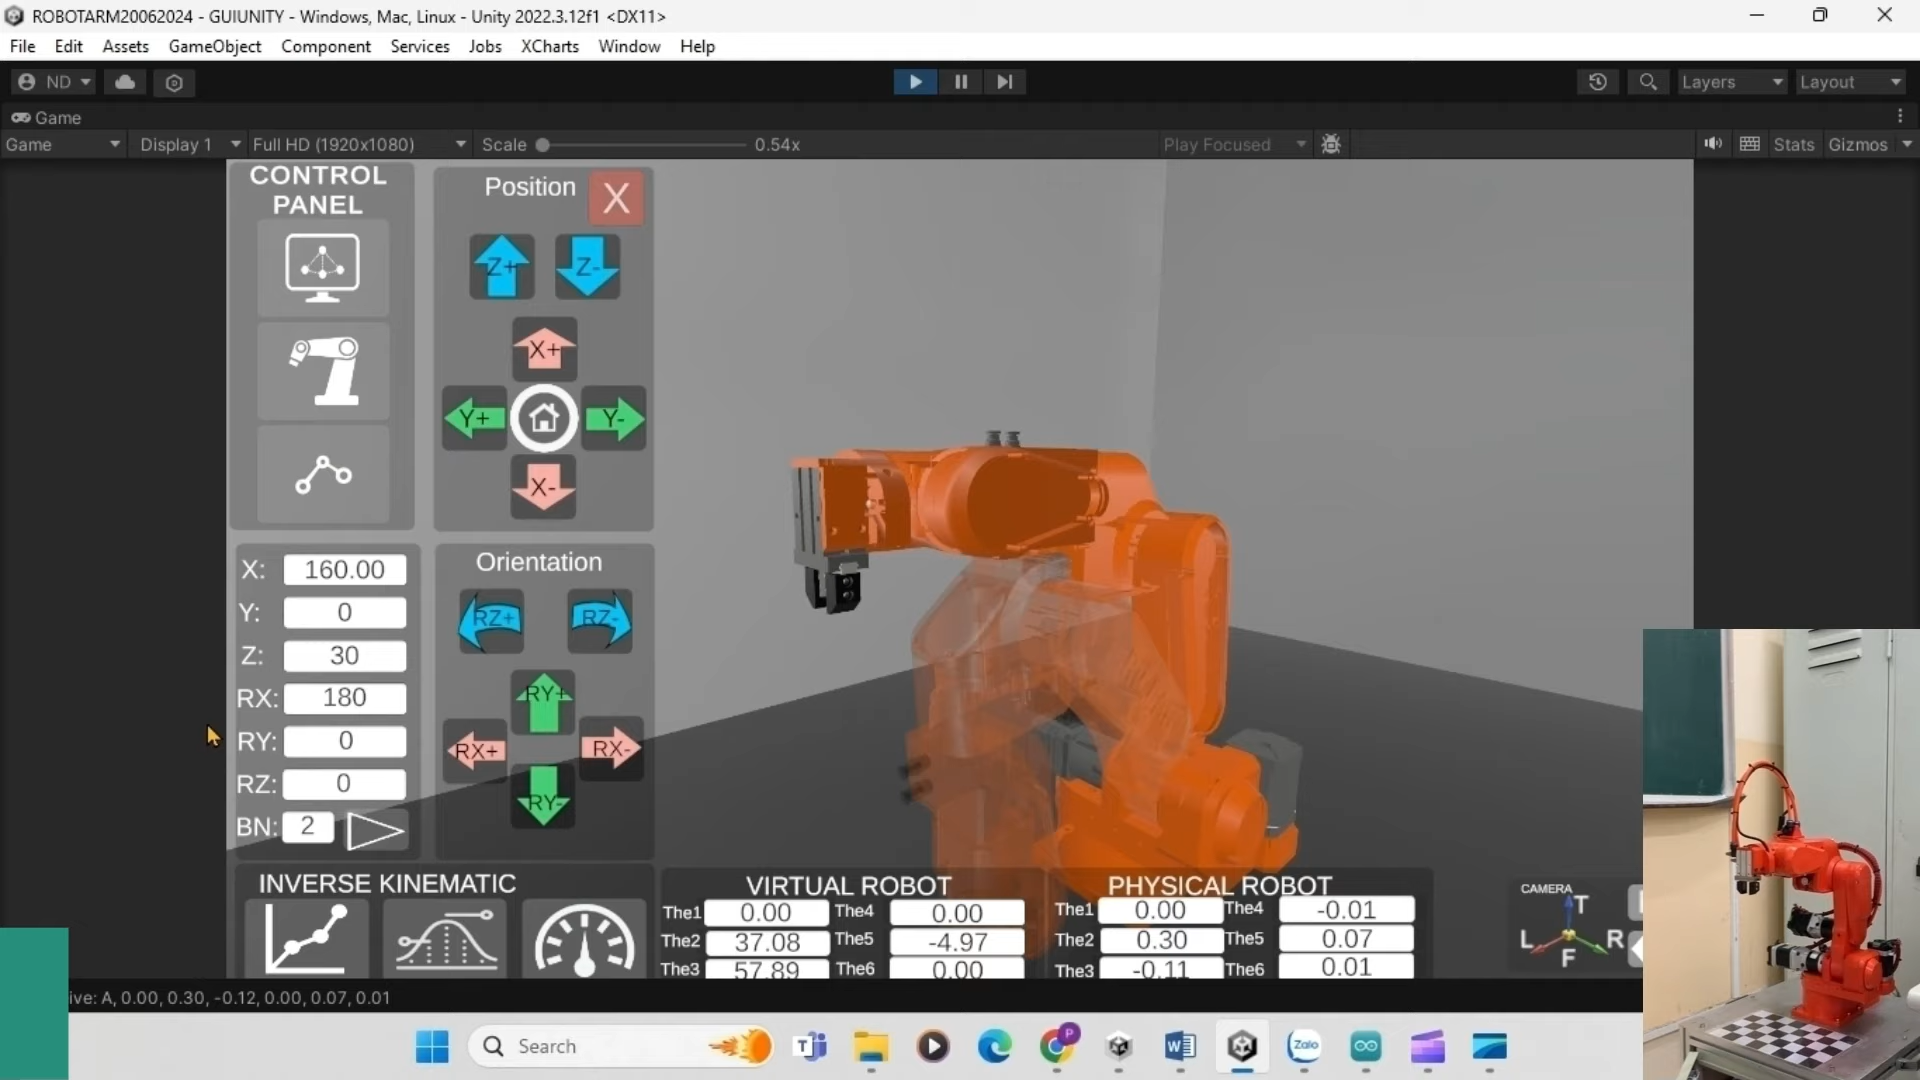 ROBOTARM20062024 - GUIUNITY - Windows, Mac, Linux - Unity 2022.3.12f1 <DX11>
File Edit Assets GameObject Component Services Jobs XCharts Window Help
ND Layers Layout
Game
Game Display 1 Full HD (1920x1080) Scale 0.54x Play Focused Stats Gizmos
CONTROL
PANEL
Position X
Z+ Z-
X+
Y+ Y-
X-
X: 160.00
Y: 0
Z: 30
RX: 180
RY: 0
RZ: 0
BN: 2
Orientation
RZ+ RZ-
RY+
RX+ RX-
RY-
INVERSE KINEMATIC
VIRTUAL ROBOT
The1 0.00 The4 0.00
The2 37.08 The5 -4.97
The3 57.89 The6 0.00
PHYSICAL ROBOT
The1 0.00 The4 -0.01
The2 0.30 The5 0.07
The3 -0.11 The6 0.01
CAMERA
T
L R
F
ive: A, 0.00, 0.30, -0.12, 0.00, 0.07, 0.01
Search
T
P
W
Zalo